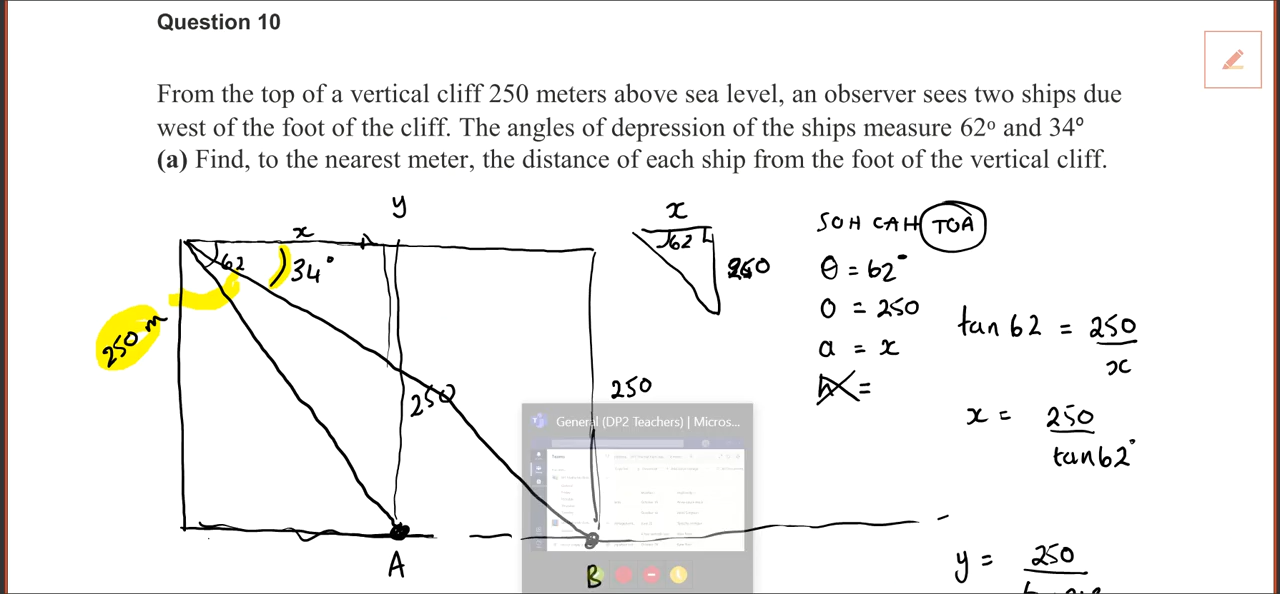 Question 10
From the top of a vertical cliff 250 meters above sea level, an observer sees two ships due
west of the foot of the cliff. The angles of depression of the ships measure 62º and 34º
(a) Find, to the nearest meter, the distance of each ship from the foot of the vertical cliff.
y
x
62
34°
250 m
250
250
A
B
x
62
250
SOH CAH TOA
θ = 62°
o = 250
a = x
h =
tan 62 = 250
x
x = 250
tan 62°
y = 250
General (DP2 Teachers) | Micros...